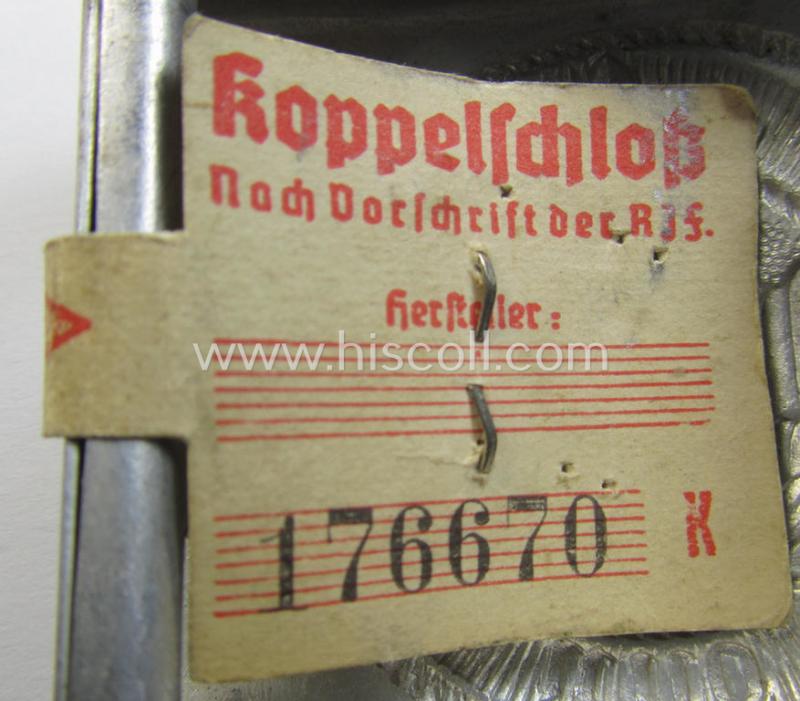 Koppelschloß
Nach Vorschrift der RJF.
Hersteller:
www.hiscoll.com
176670 K